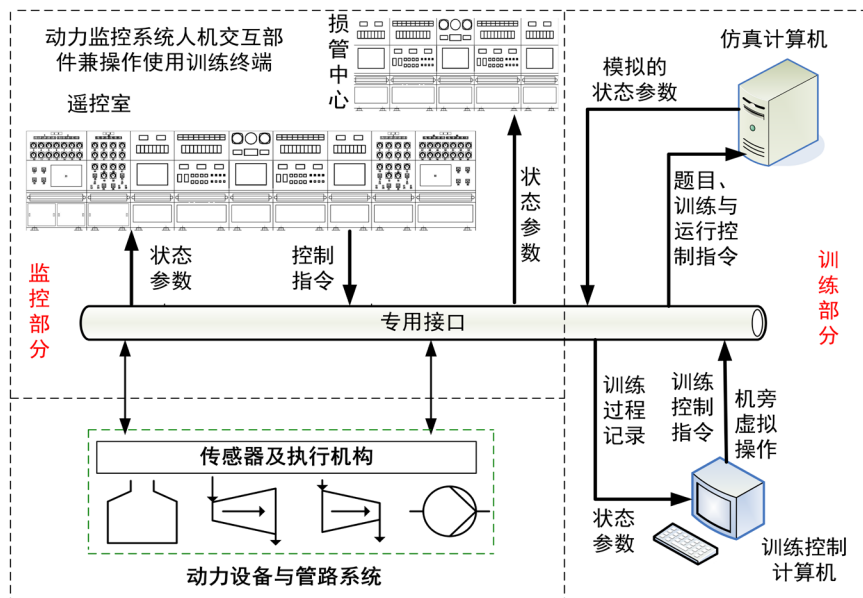 动力监控系统人机交互部
件兼操作使用训练终端
遥控室
损
管
中
心
仿真计算机
模拟的
状态参数
题目、
训练与
运行控
制指令
状态
参数
控制
指令
状
态
参
数
监
控
部
分
训
练
部
分
专用接口
训练
过程
记录
训练
控制
指令
机旁
虚拟
操作
传感器及执行机构
状态
参数
训练控制
计算机
动力设备与管路系统